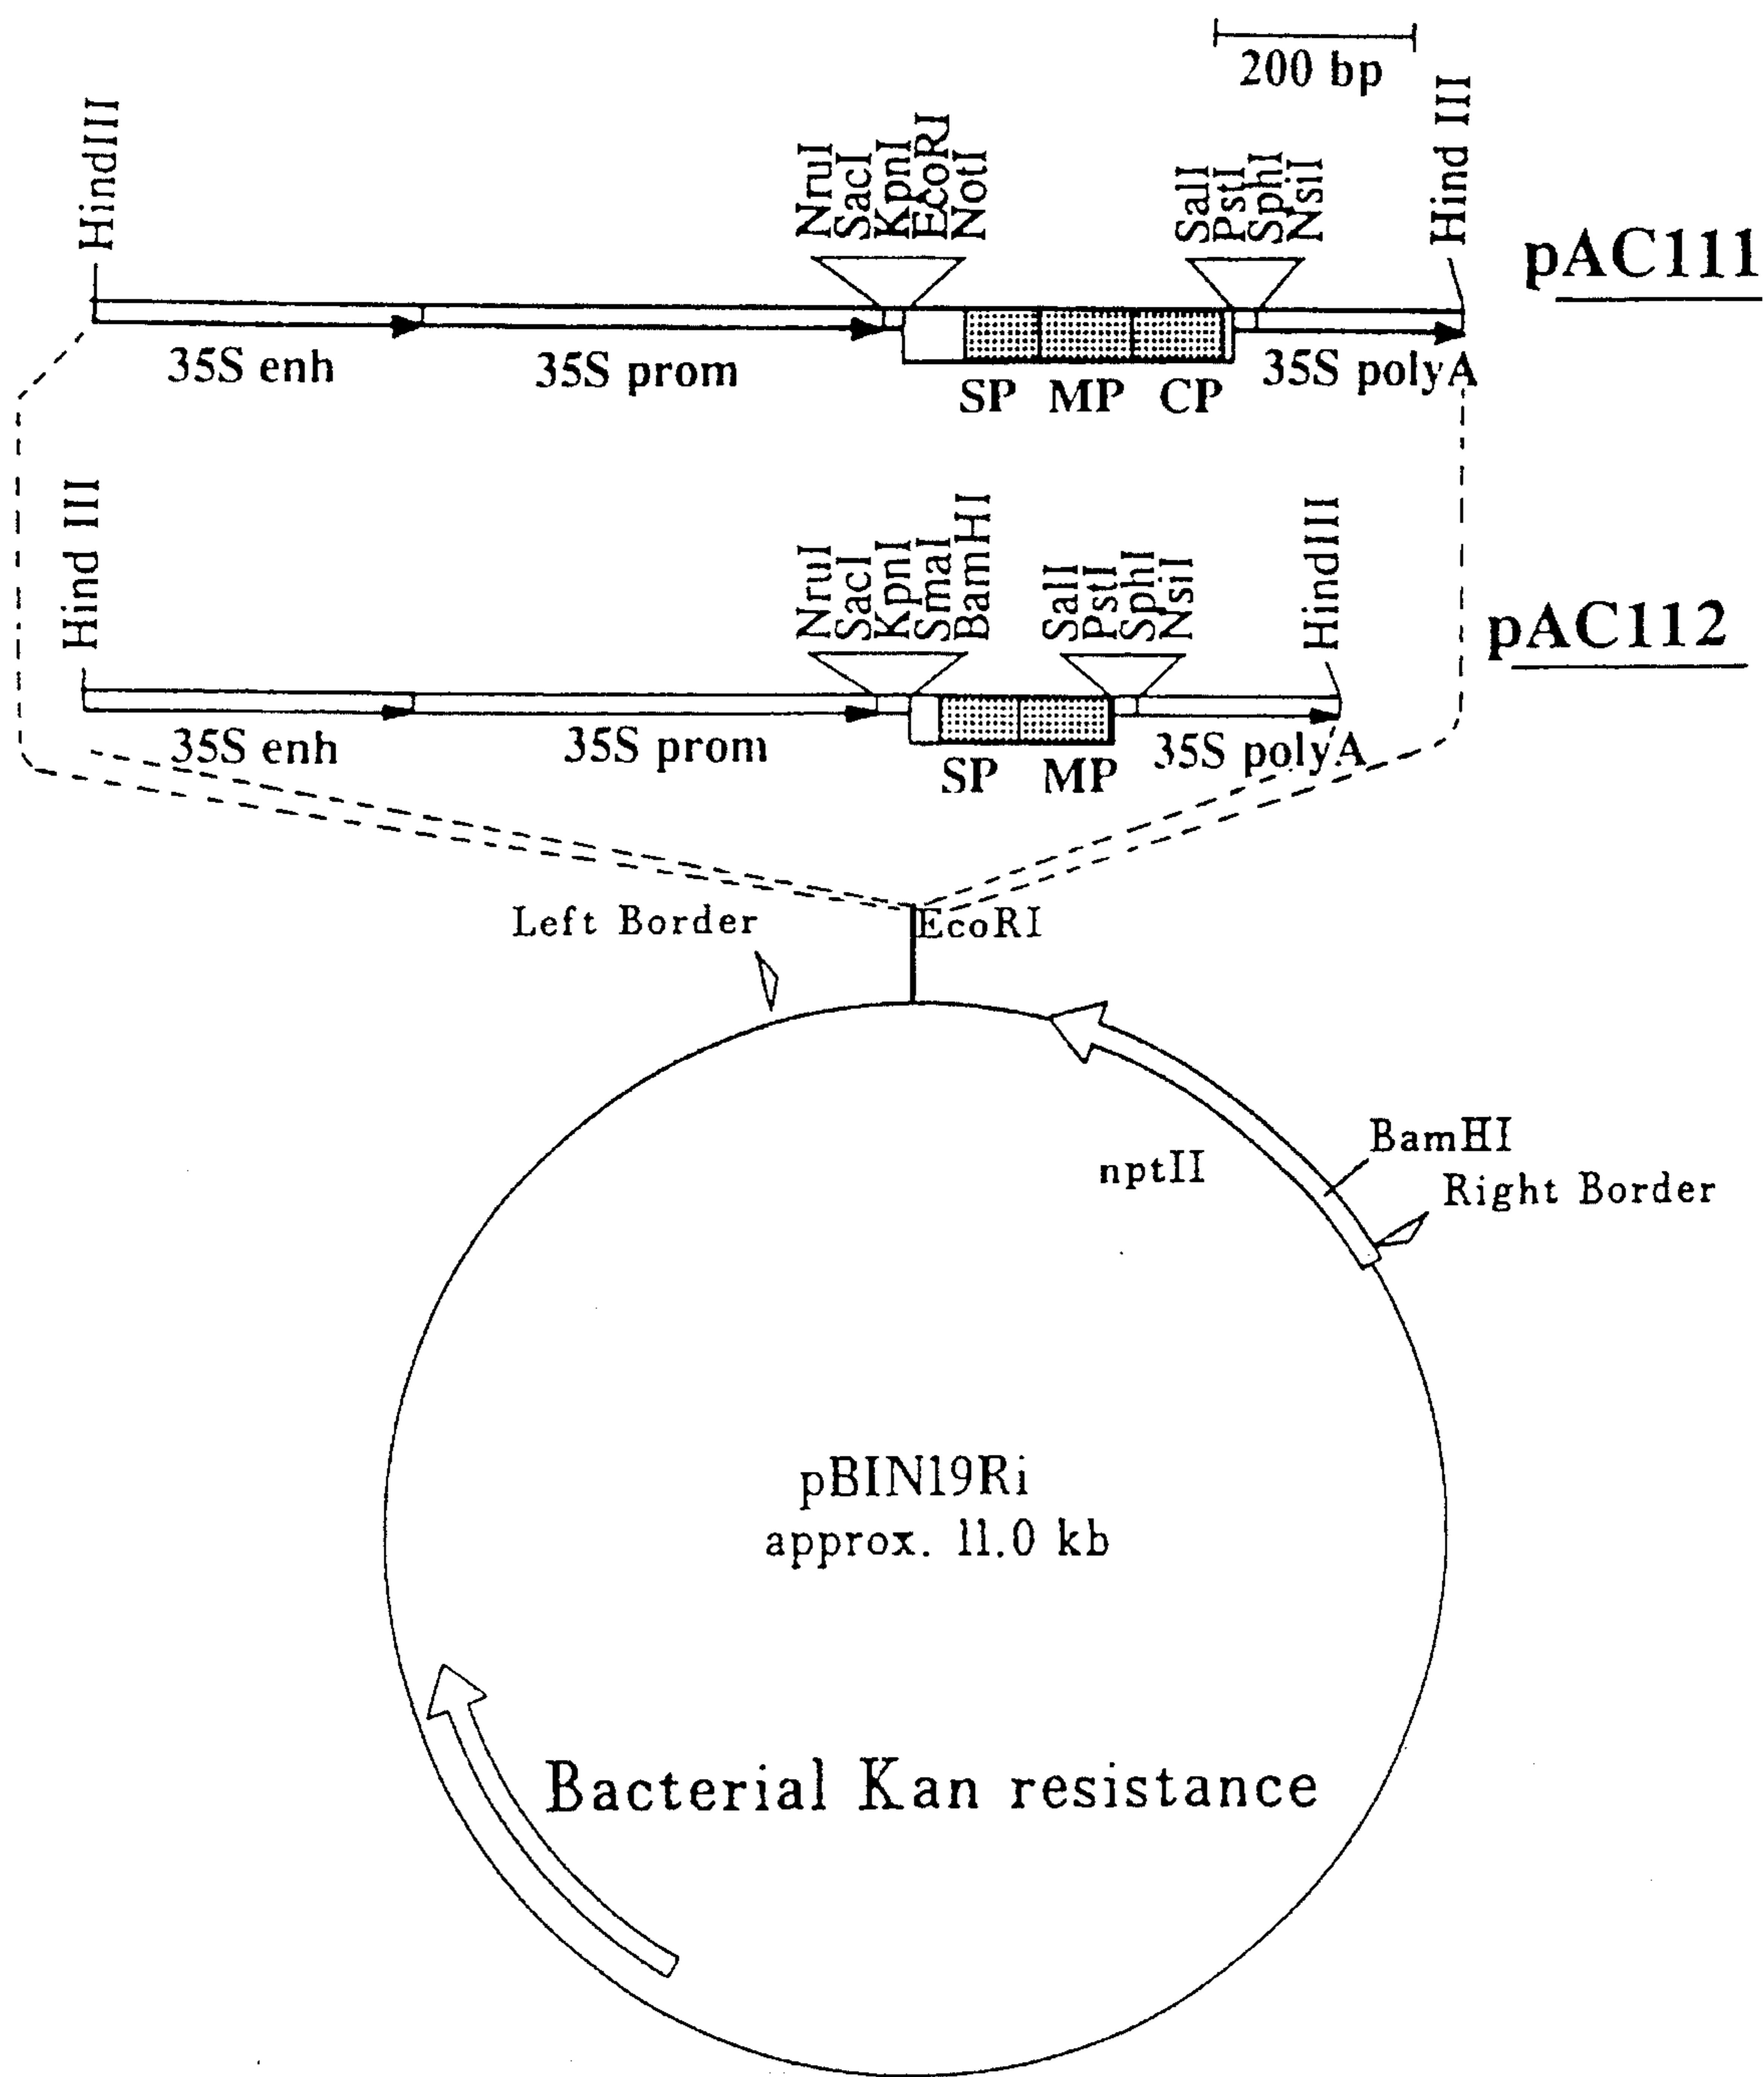 200 bp
HindIII
NruI
SacI
KpnI
EcoRI
NotI
SalI
PstI
SphI
NsiI
Hind III
pAC111
35S enh
35S prom
SP
MP
CP
35S polyA
Hind III
NruI
SacI
KpnI
SmaI
BamHI
SalI
PstI
SphI
NsiI
HindIII
pAC112
35S enh
35S prom
SP
MP
35S polyA
Left Border
EcoRI
BamHI
nptII
Right Border
pBIN19Ri
approx. 11.0 kb
Bacterial Kan resistance